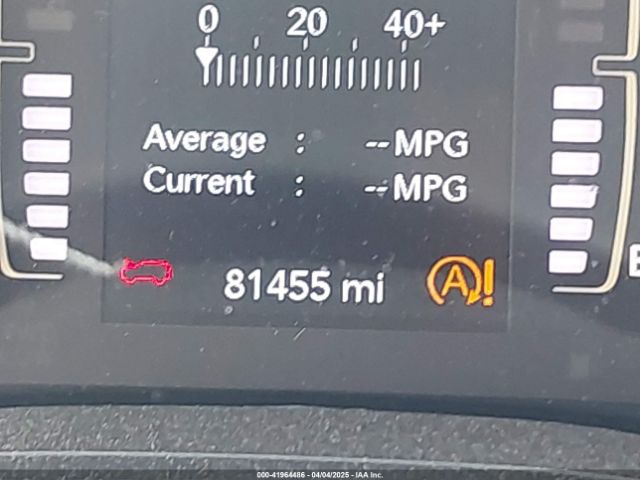 0 20 40+
Average : --MPG
Current : --MPG
81455 mi A!
000-41964486 - 04/04/2025 - IAA Inc.